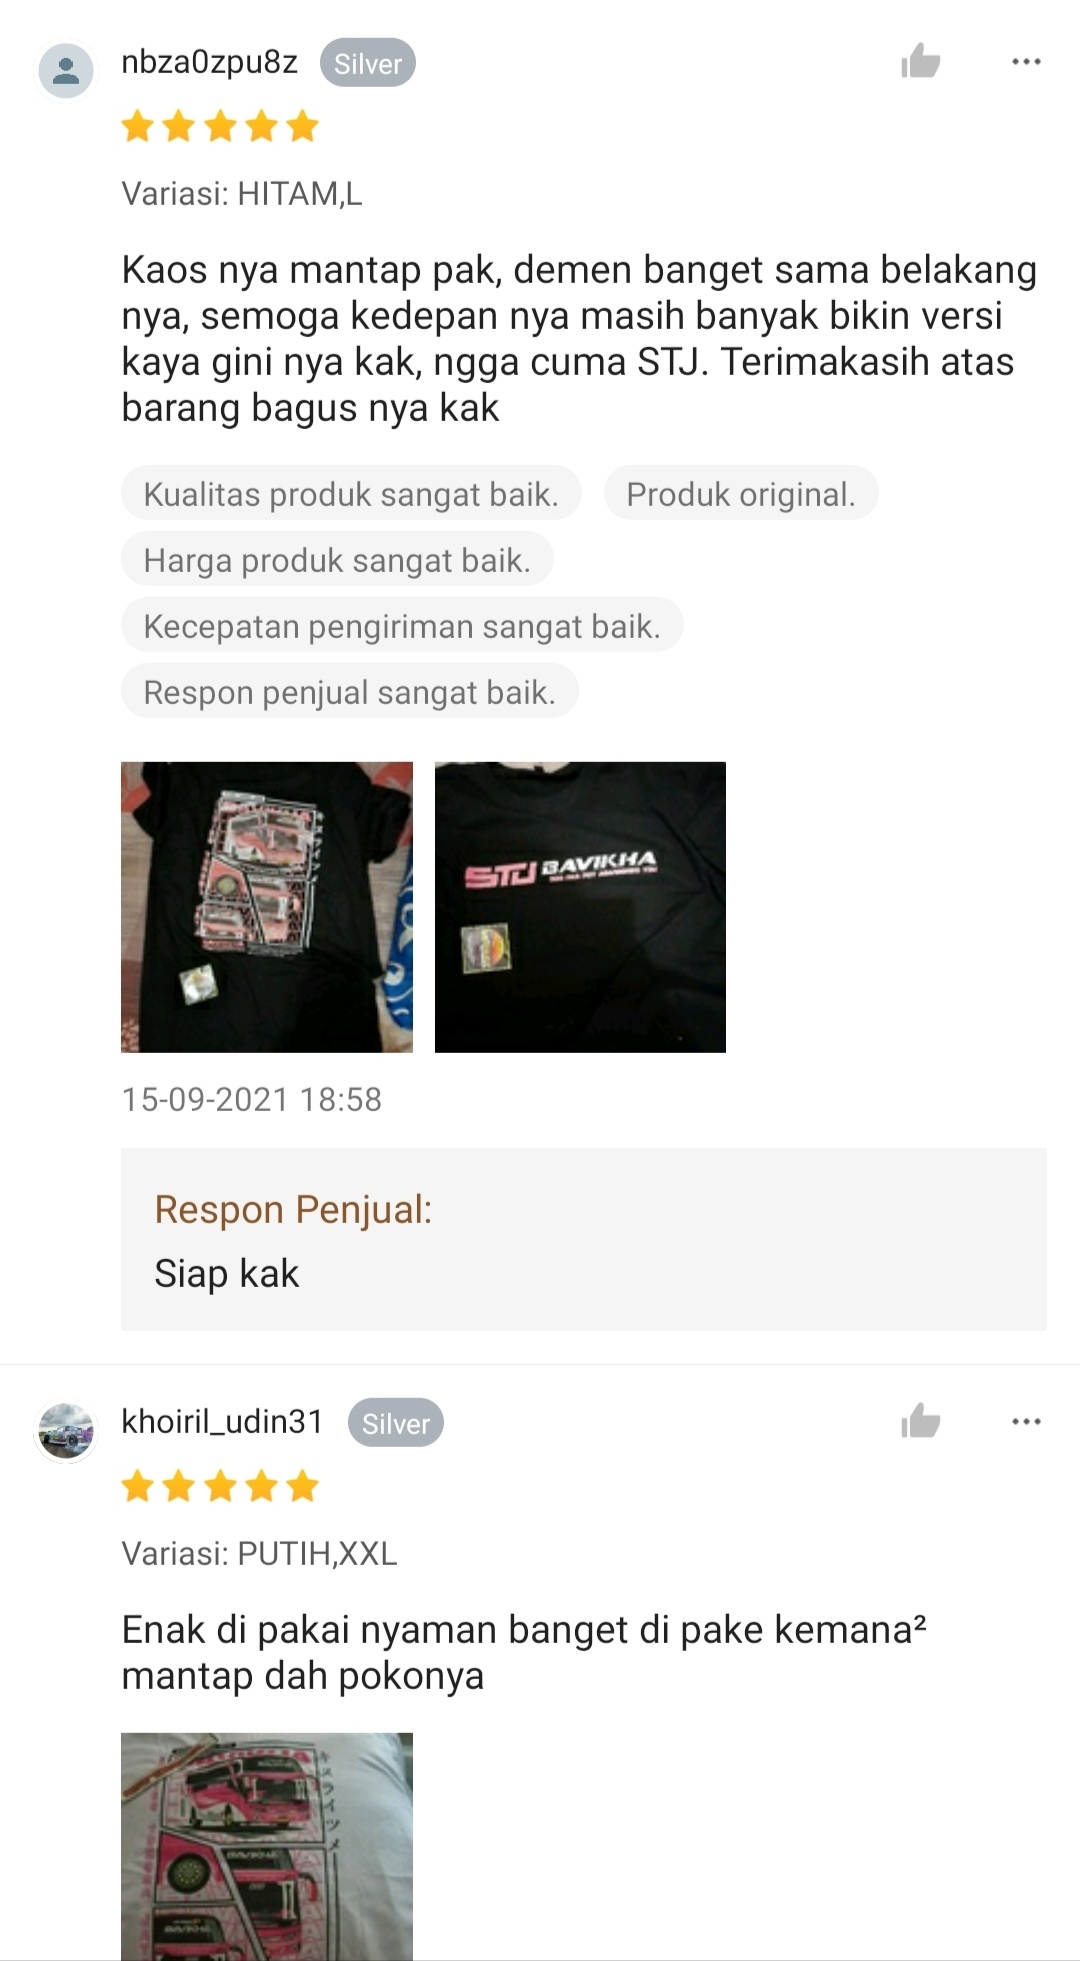 nbza0zpu8z Silver
Variasi: HITAM,L
Kaos nya mantap pak, demen banget sama belakang
nya, semoga kedepan nya masih banyak bikin versi
kaya gini nya kak, ngga cuma STJ. Terimakasih atas
barang bagus nya kak
Kualitas produk sangat baik. Produk original.
Harga produk sangat baik.
Kecepatan pengiriman sangat baik.
Respon penjual sangat baik.
STJ BAVIKHA
15-09-2021 18:58
Respon Penjual:
Siap kak
khoiril_udin31 Silver
Variasi: PUTIH,XXL
Enak di pakai nyaman banget di pake kemana²
mantap dah pokonya